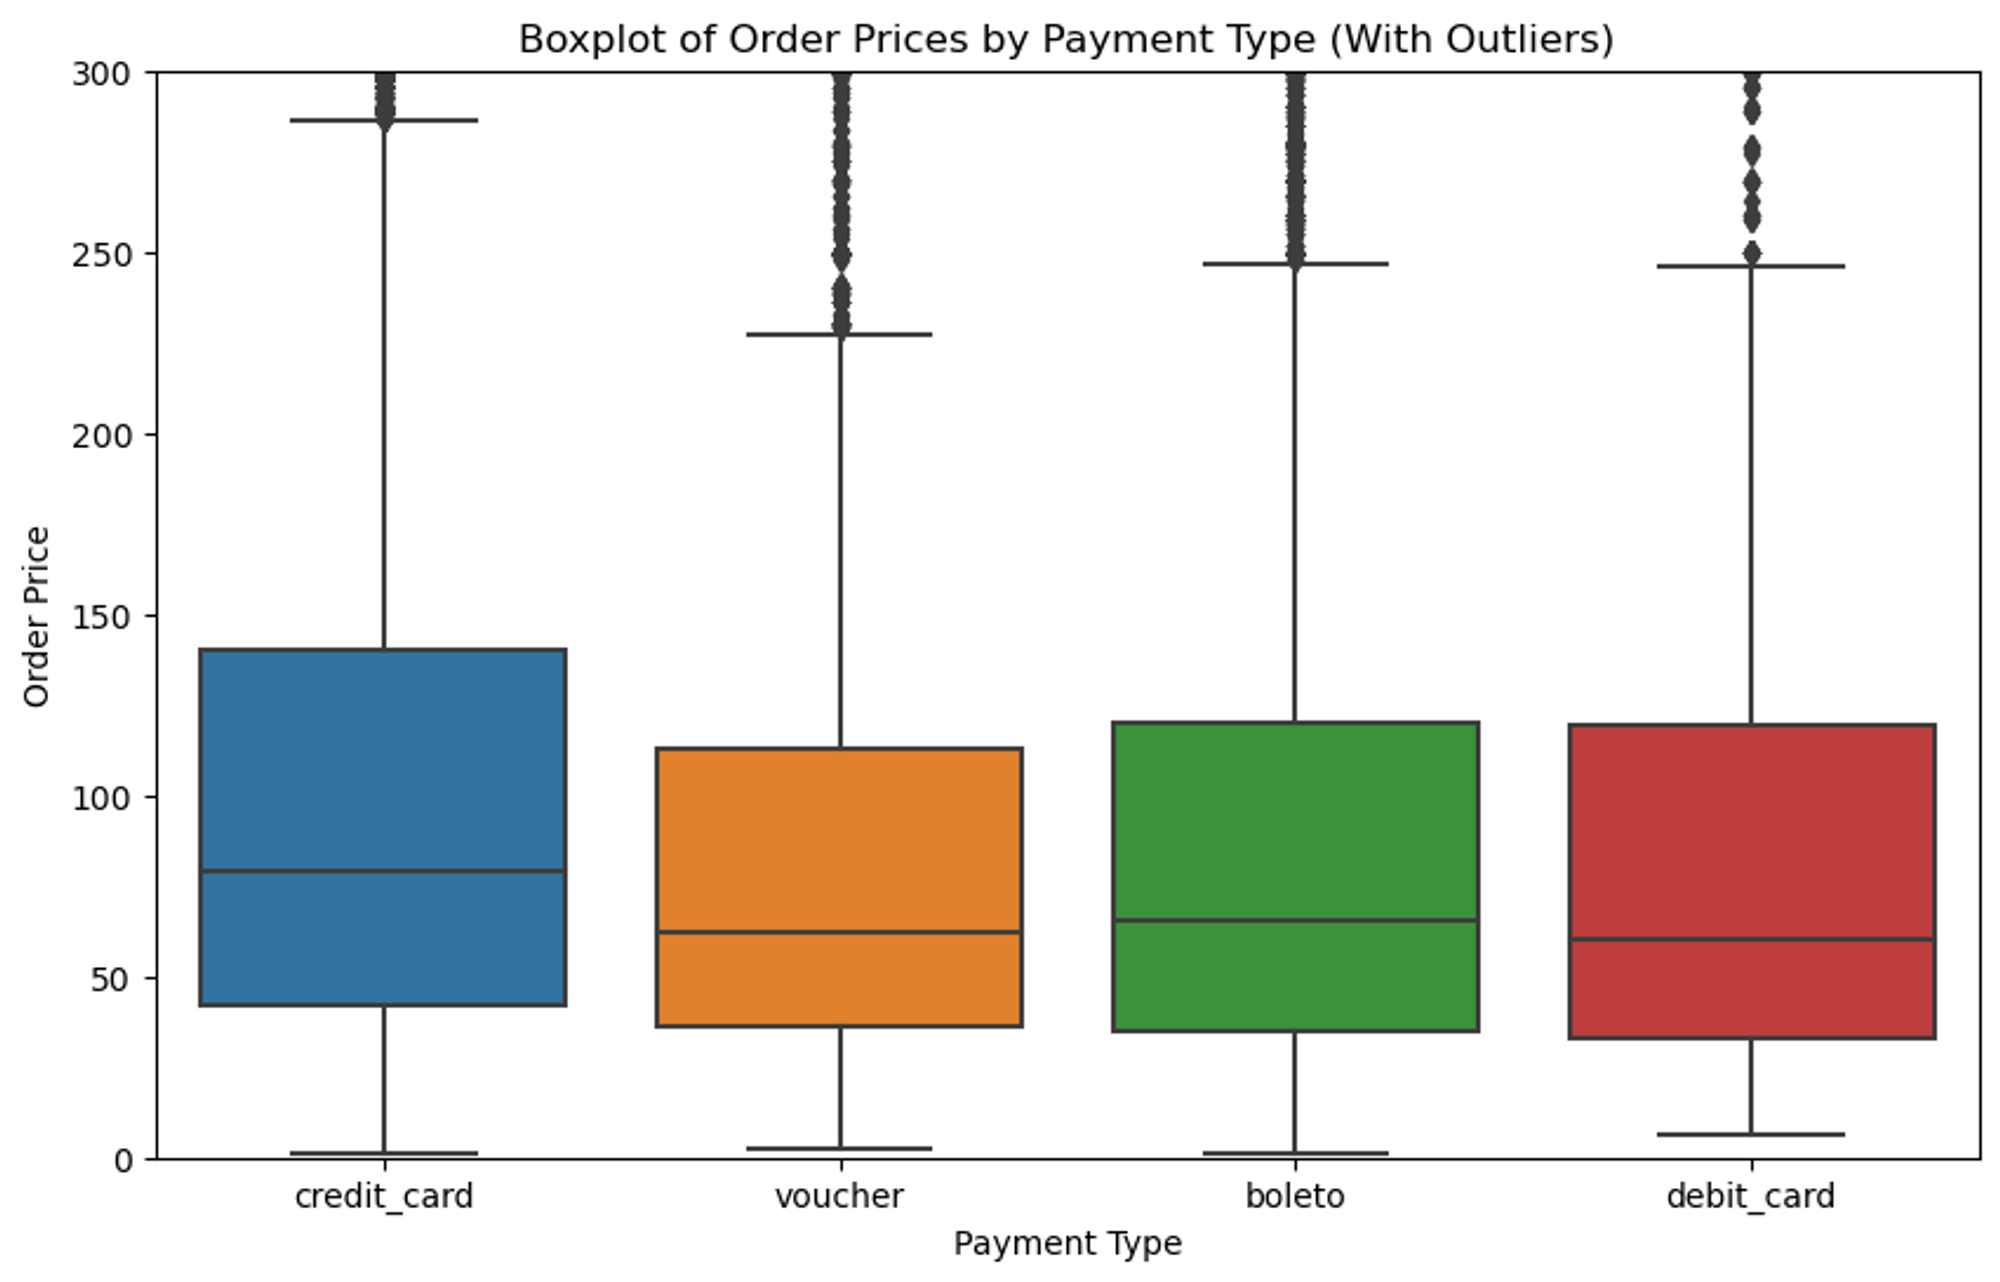 Boxplot of Order Prices by Payment Type (With Outliers)
300
250
200
150
100
50
0
Order Price
credit_card voucher boleto debit_card
Payment Type